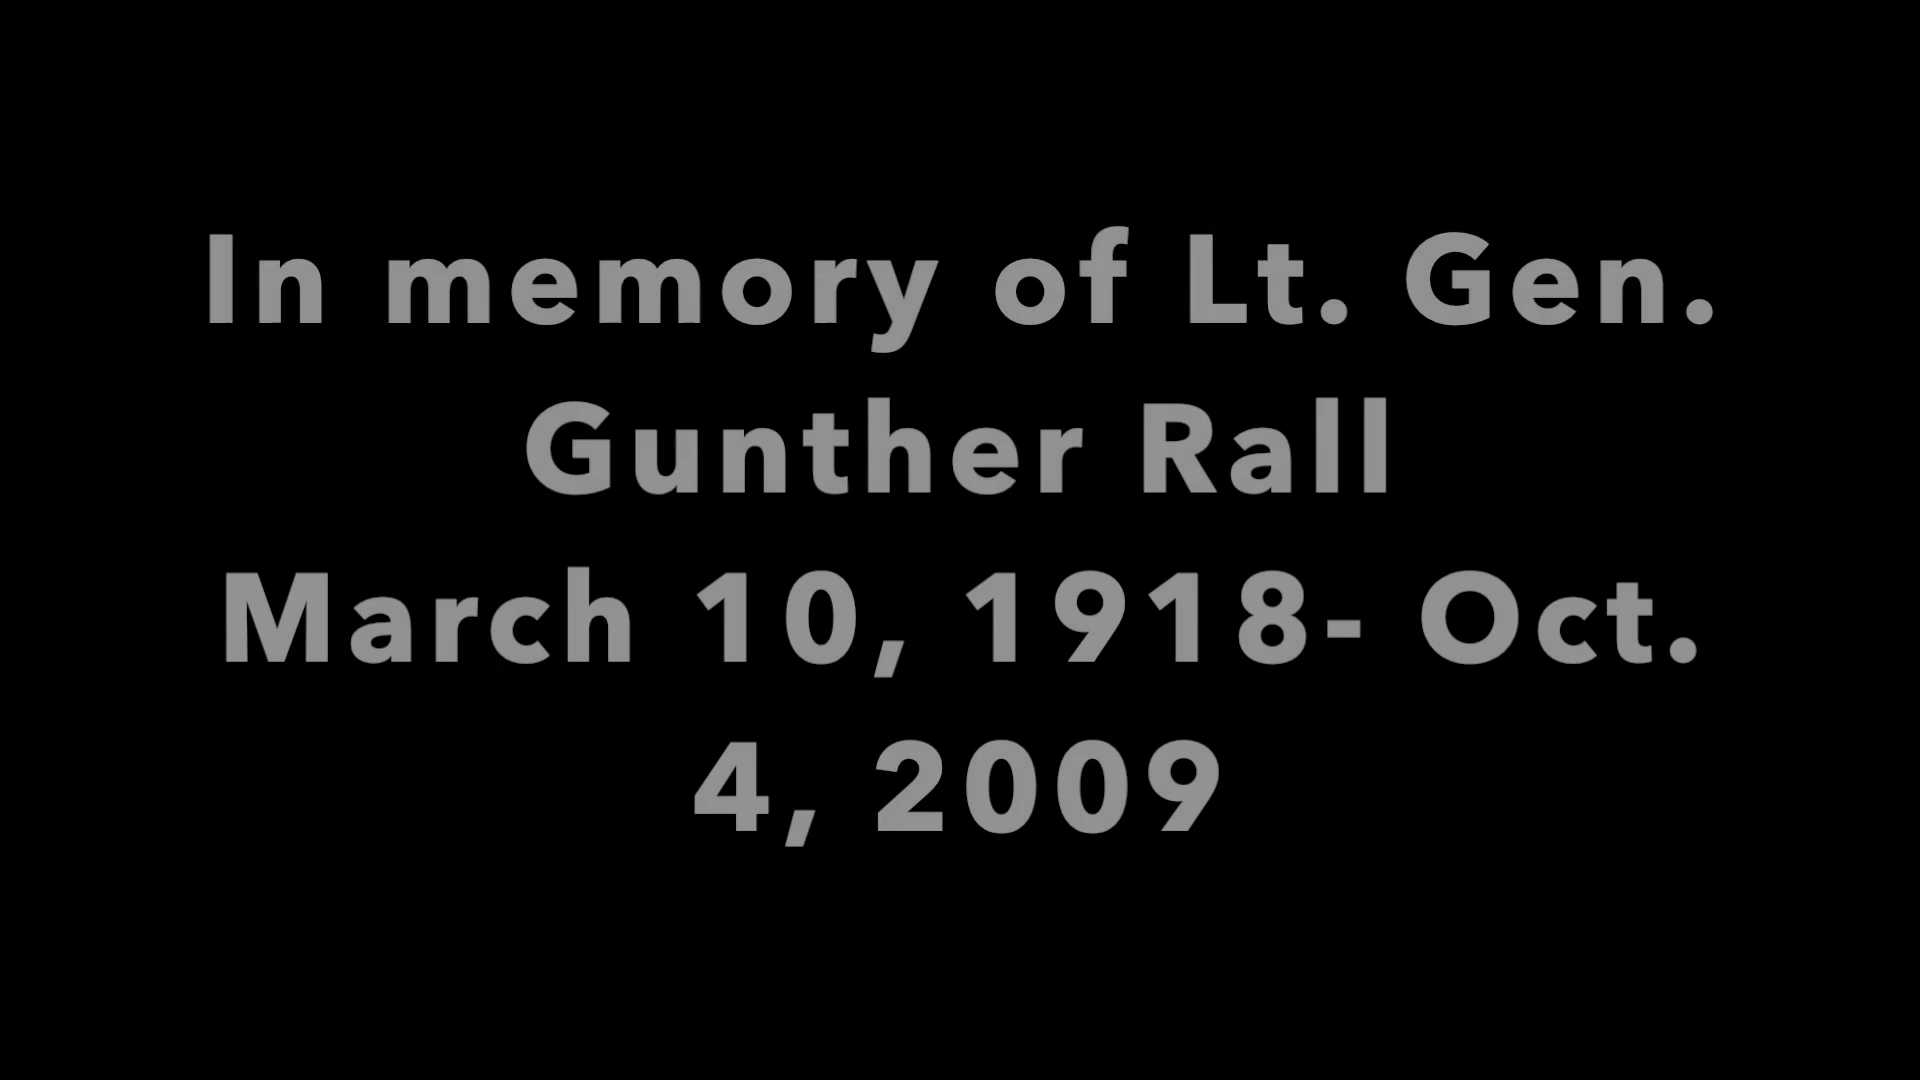 In memory of Lt. Gen.
Gunther Rall
March 10, 1918- Oct.
4, 2009